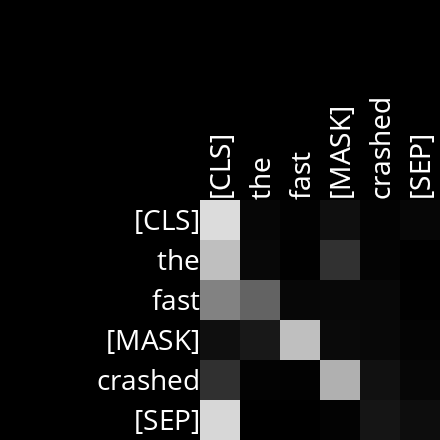 [CLS]
the
fast
[MASK]
crashed
[SEP]
[CLS]
the
fast
[MASK]
crashed
[SEP]